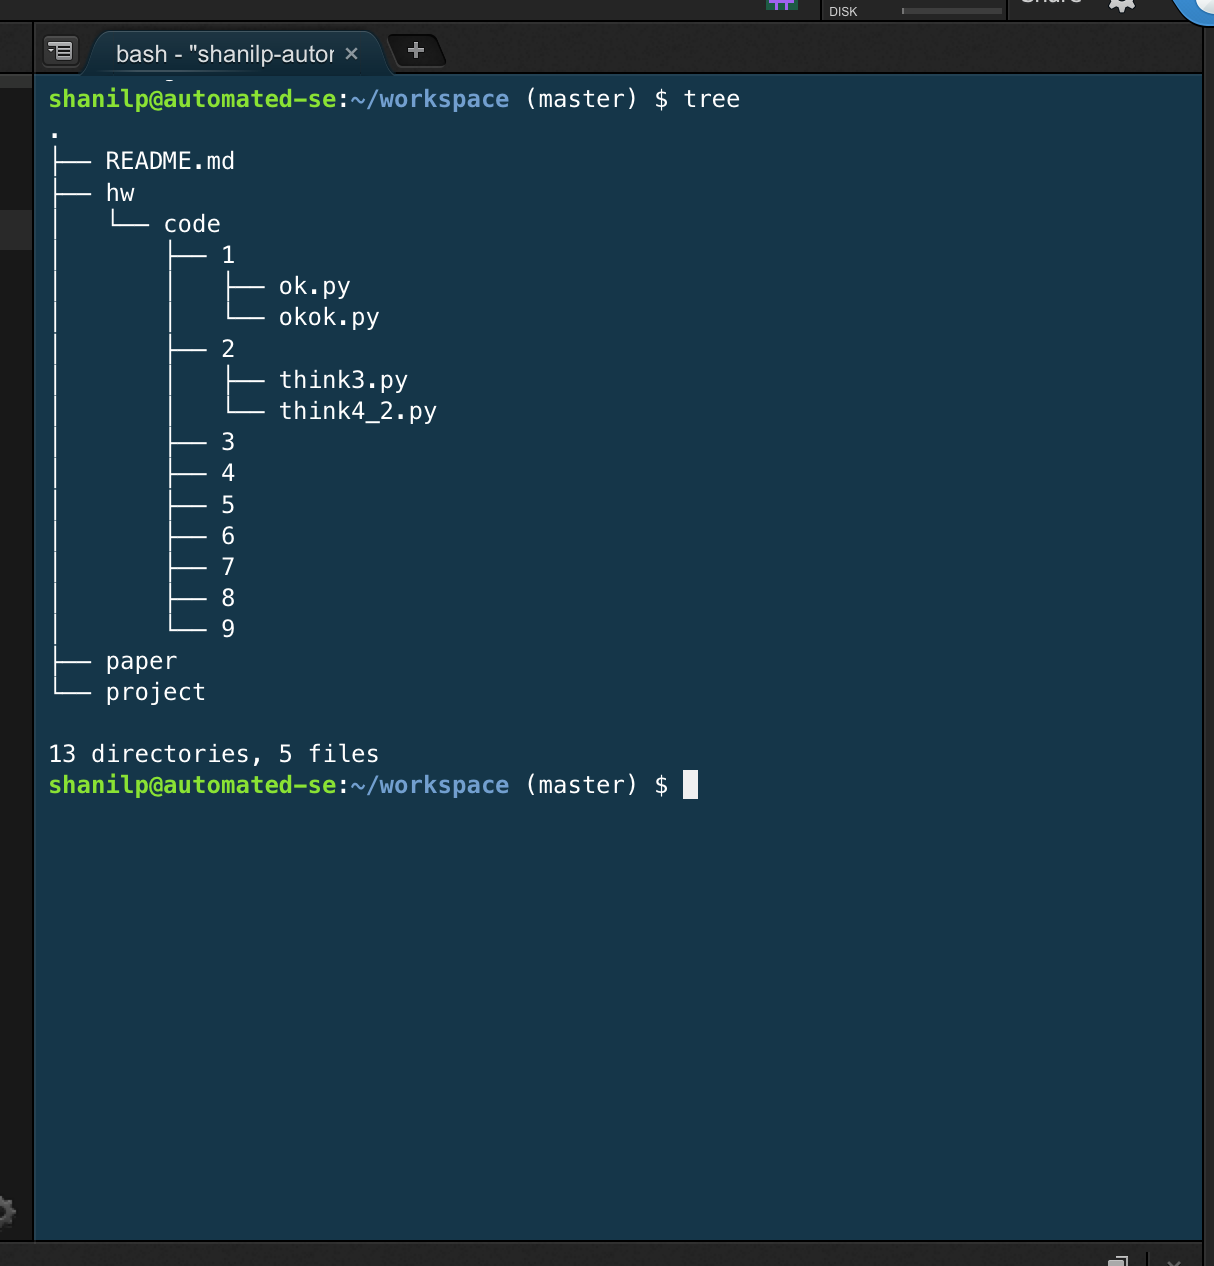 DISK
bash - "shanilp-autor
shanilp@automated-se:~/workspace (master) $ tree
.
├── README.md
├── hw
│   └── code
│       ├── 1
│       │   ├── ok.py
│       │   └── okok.py
│       ├── 2
│       │   ├── think3.py
│       │   └── think4_2.py
│       ├── 3
│       ├── 4
│       ├── 5
│       ├── 6
│       ├── 7
│       ├── 8
│       └── 9
├── paper
└── project
13 directories, 5 files
shanilp@automated-se:~/workspace (master) $